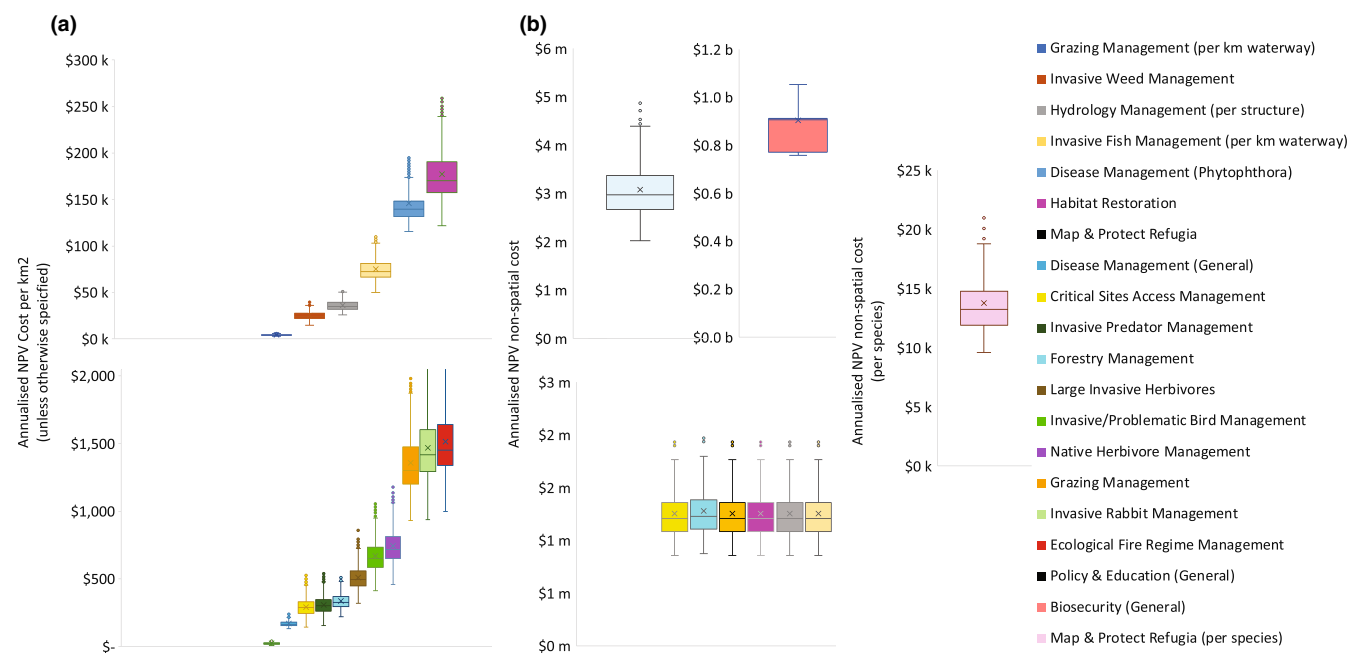 (a)
Annualised NPV Cost per km2
(unless otherwise speicfied)
$300 k
$250 k
$200 k
$150 k
$100 k
$50 k
$0 k
$2,000
$1,500
$1,000
$500
$-
(b)
Annualised NPV non-spatial cost
$6 m
$5 m
$4 m
$3 m
$2 m
$1 m
$0 m
$1.2 b
$1.0 b
$0.8 b
$0.6 b
$0.4 b
$0.2 b
$0.0 b
$3 m
$2 m
$2 m
$1 m
$1 m
$0 m
Annualised NPV non-spatial cost
(per species)
$25 k
$20 k
$15 k
$10 k
$5 k
$0 k
Grazing Management (per km waterway)
Invasive Weed Management
Hydrology Management (per structure)
Invasive Fish Management (per km waterway)
Disease Management (Phytophthora)
Habitat Restoration
Map & Protect Refugia
Disease Management (General)
Critical Sites Access Management
Invasive Predator Management
Forestry Management
Large Invasive Herbivores
Invasive/Problematic Bird Management
Native Herbivore Management
Grazing Management
Invasive Rabbit Management
Ecological Fire Regime Management
Policy & Education (General)
Biosecurity (General)
Map & Protect Refugia (per species)